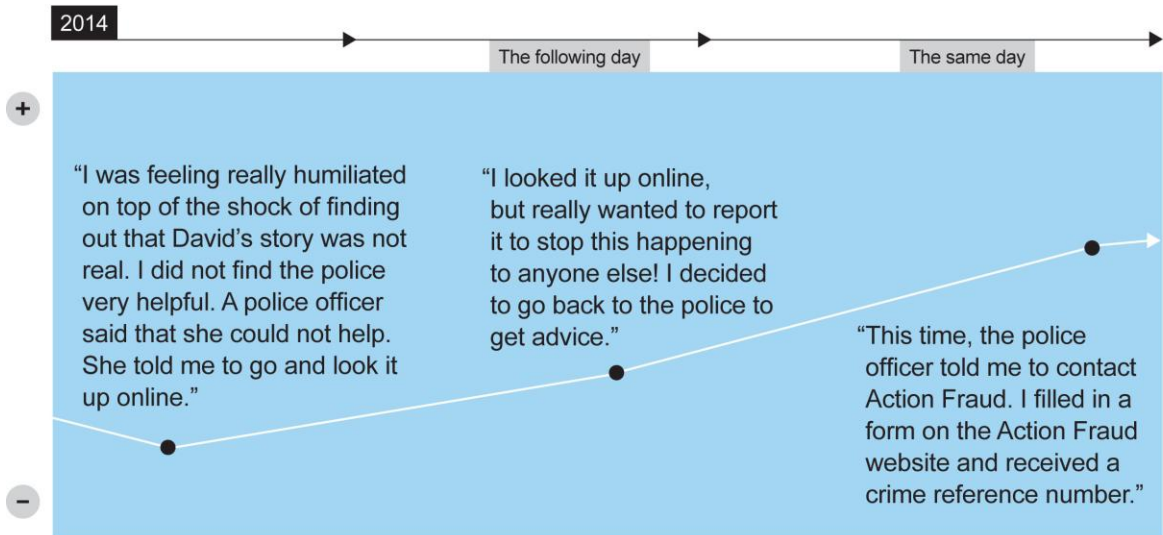 2014
The following day
The same day
+
“I was feeling really humiliated
on top of the shock of finding
out that David’s story was not
real. I did not find the police
very helpful. A police officer
said that she could not help.
She told me to go and look it
up online.”
“I looked it up online,
but really wanted to report
it to stop this happening
to anyone else! I decided
to go back to the police to
get advice.”
“This time, the police
officer told me to contact
Action Fraud. I filled in a
form on the Action Fraud
website and received a
crime reference number.”
−